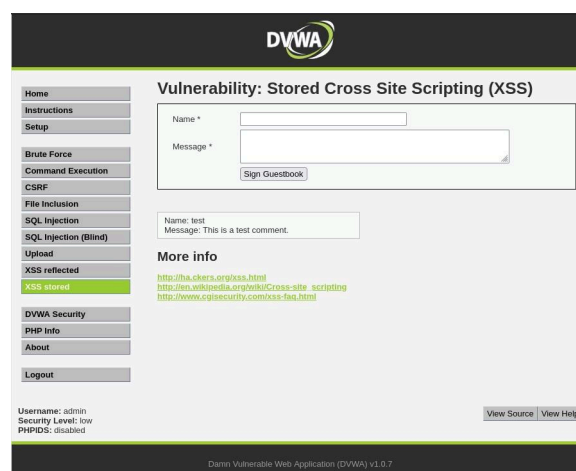 DVWA
Home
Instructions
Setup
Brute Force
Command Execution
CSRF
File Inclusion
SQL Injection
SQL Injection (Blind)
Upload
XSS reflected
XSS stored
DVWA Security
PHP Info
About
Logout
Vulnerability: Stored Cross Site Scripting (XSS)
Name *
Message *
Sign Guestbook
Name: test
Message: This is a test comment.
More info
http://ha.ckers.org/xss.html
http://en.wikipedia.org/wiki/Cross-site_scripting
http://www.cgisecurity.com/xss-faq.html
Username: admin
Security Level: low
PHPIDS: disabled
View Source View Help
Damn Vulnerable Web Application (DVWA) v1.0.7